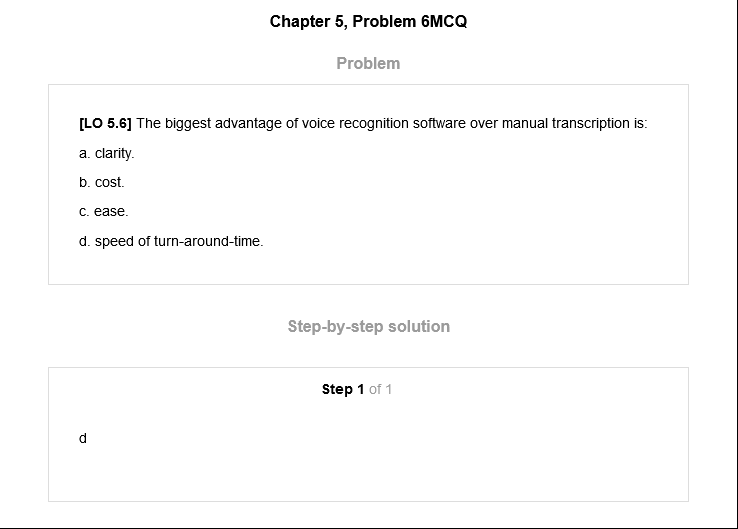 Chapter 5, Problem 6MCQ
Problem
[LO 5.6] The biggest advantage of voice recognition software over manual transcription is:
a. clarity.
b. cost.
c. ease.
d. speed of turn-around-time.
Step-by-step solution
Step 1 of 1
d